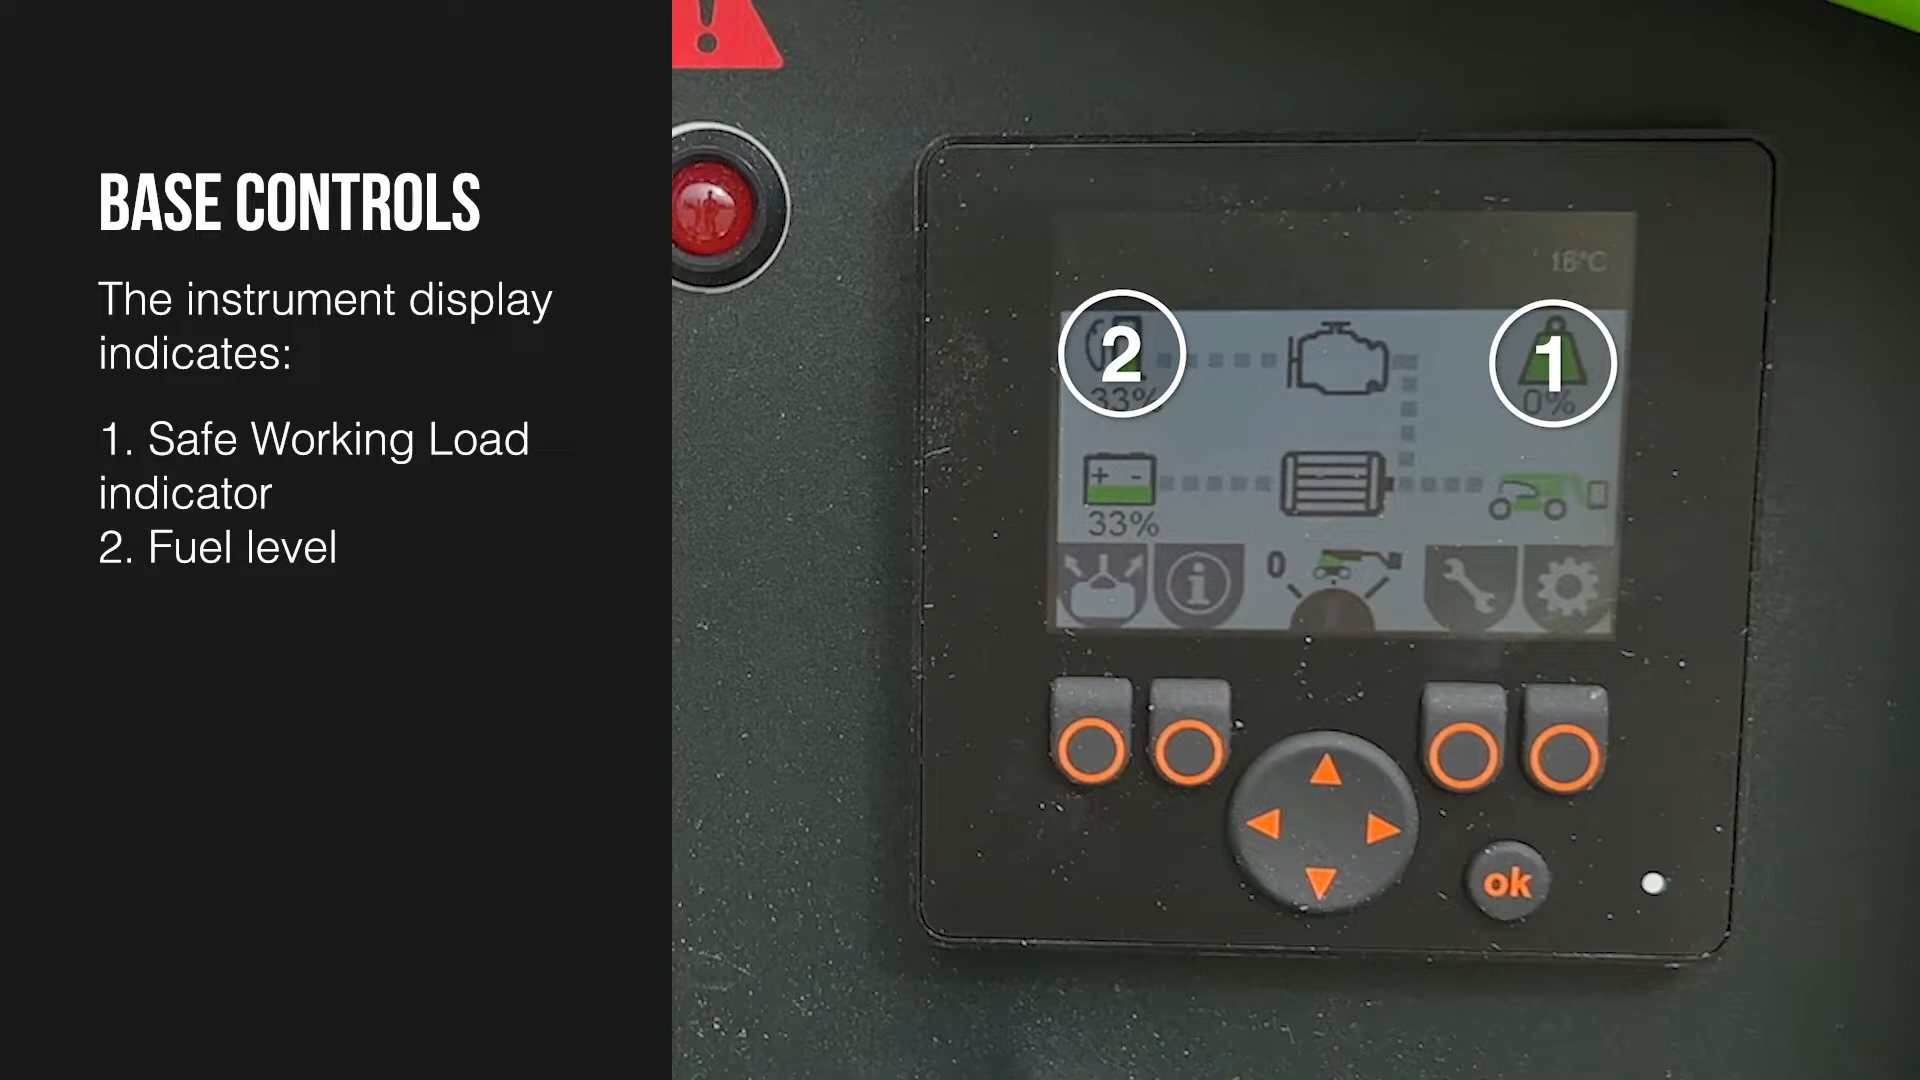 BASE CONTROLS
The instrument display
indicates:
1. Safe Working Load
indicator
2. Fuel level
!
16°C
2
1
33%
0%
+ -
33%
i
0
ok